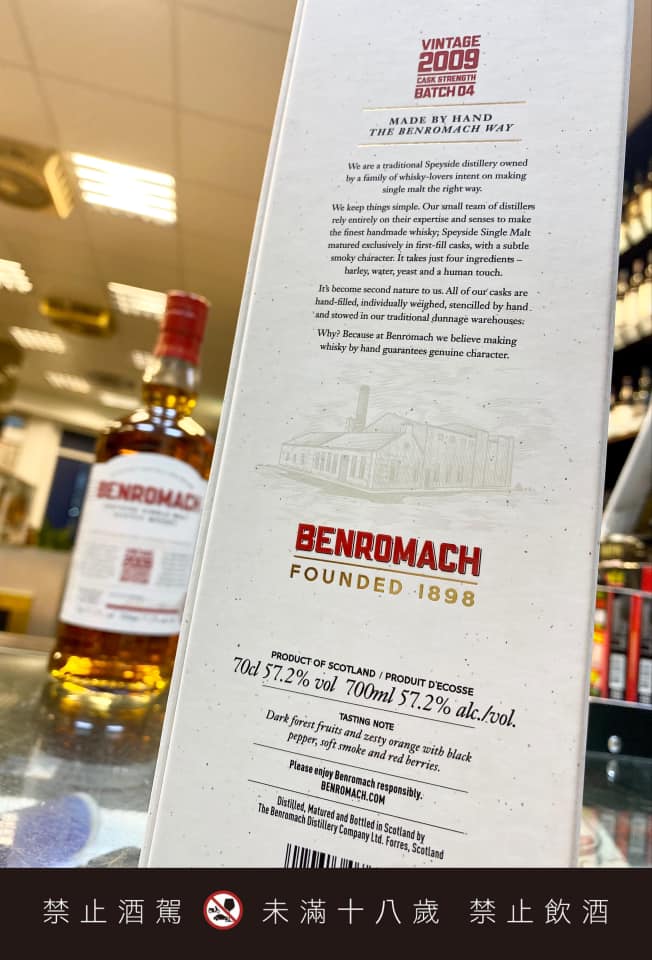 VINTAGE
2009
CASK STRENGTH
BATCH 04
MADE BY HAND
THE BENROMACH WAY
We are a traditional Speyside distillery owned
by a family of whisky-lovers intent on making
single malt the right way.
We keep things simple. Our small team of distillers
rely entirely on their expertise and senses to make
the finest handmade whisky; Speyside Single Malt
matured exclusively in first-fill casks, with a subtle
smoky character. It takes just four ingredients –
barley, water, yeast and a human touch.
It's become second nature to us. All of our casks are
hand-filled, individually weighed, stencilled by hand
and stowed in our traditional dunnage warehouses.
Why? Because at Benromach we believe making
whisky by hand guarantees genuine character.
BENROMACH
FOUNDED 1898
PRODUCT OF SCOTLAND / PRODUIT D'ECOSSE
70cl 57.2% vol 700ml 57.2% alc./vol.
TASTING NOTE
Dark forest fruits and zesty orange with black
pepper, soft smoke and red berries.
Please enjoy Benromach responsibly.
BENROMACH.COM
Distilled, Matured and Bottled in Scotland by
The Benromach Distillery Company Ltd. Forres, Scotland
BENROMACH
SPEYSIDE SINGLE MALT
SCOTCH WHISKY
VINTAGE
2009
禁止酒駕 未滿十八歲 禁止飲酒